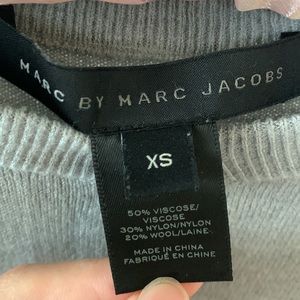 MARC BY MARC JACOBS
XS
50% VISCOSE/
VISCOSE
30% NYLON/NYLON
20% WOOL/LAINE
MADE IN CHINA
FABRIQUÉ EN CHINE